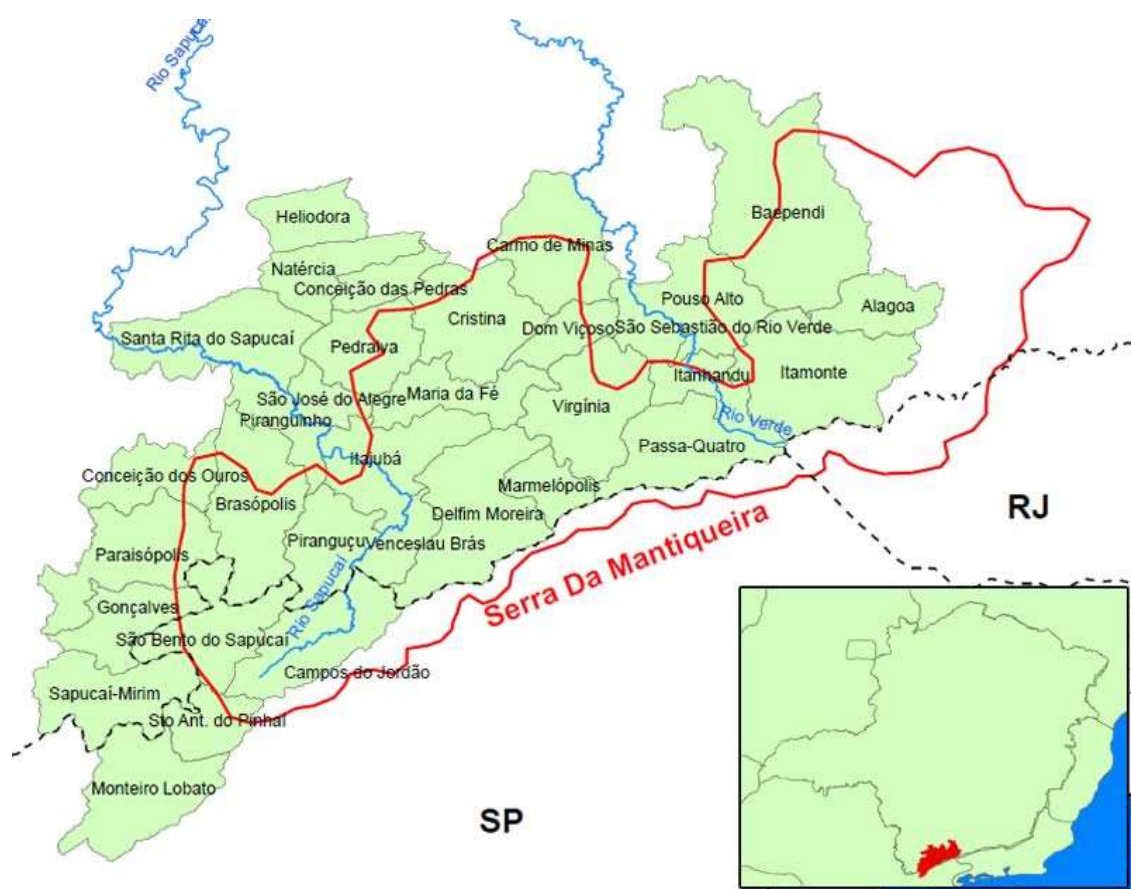 Rio Sapucaí
Heliodora
Natércia
Conceição das Pedras
Carmo de Minas
Baependi
Pouso Alto
Alagoa
Santa Rita do Sapucaí
Cristina
Dom Viçoso
São Sebastião do Rio Verde
Pedralva
Itanhandu
Itamonte
São José do Alegre
Maria da Fé
Virgínia
Piranguinho
Rio Verde
Passa-Quatro
Itajubá
Conceição dos Ouros
Brasópolis
Marmelópolis
Delfim Moreira
RJ
Piranguçu
Venceslau Brás
Paraisópolis
Serra Da Mantiqueira
Gonçalves
Rio Sapucaí
São Bento do Sapucaí
Campos do Jordão
Sapucaí-Mirim
Sto Ant. do Pinhal
Monteiro Lobato
SP